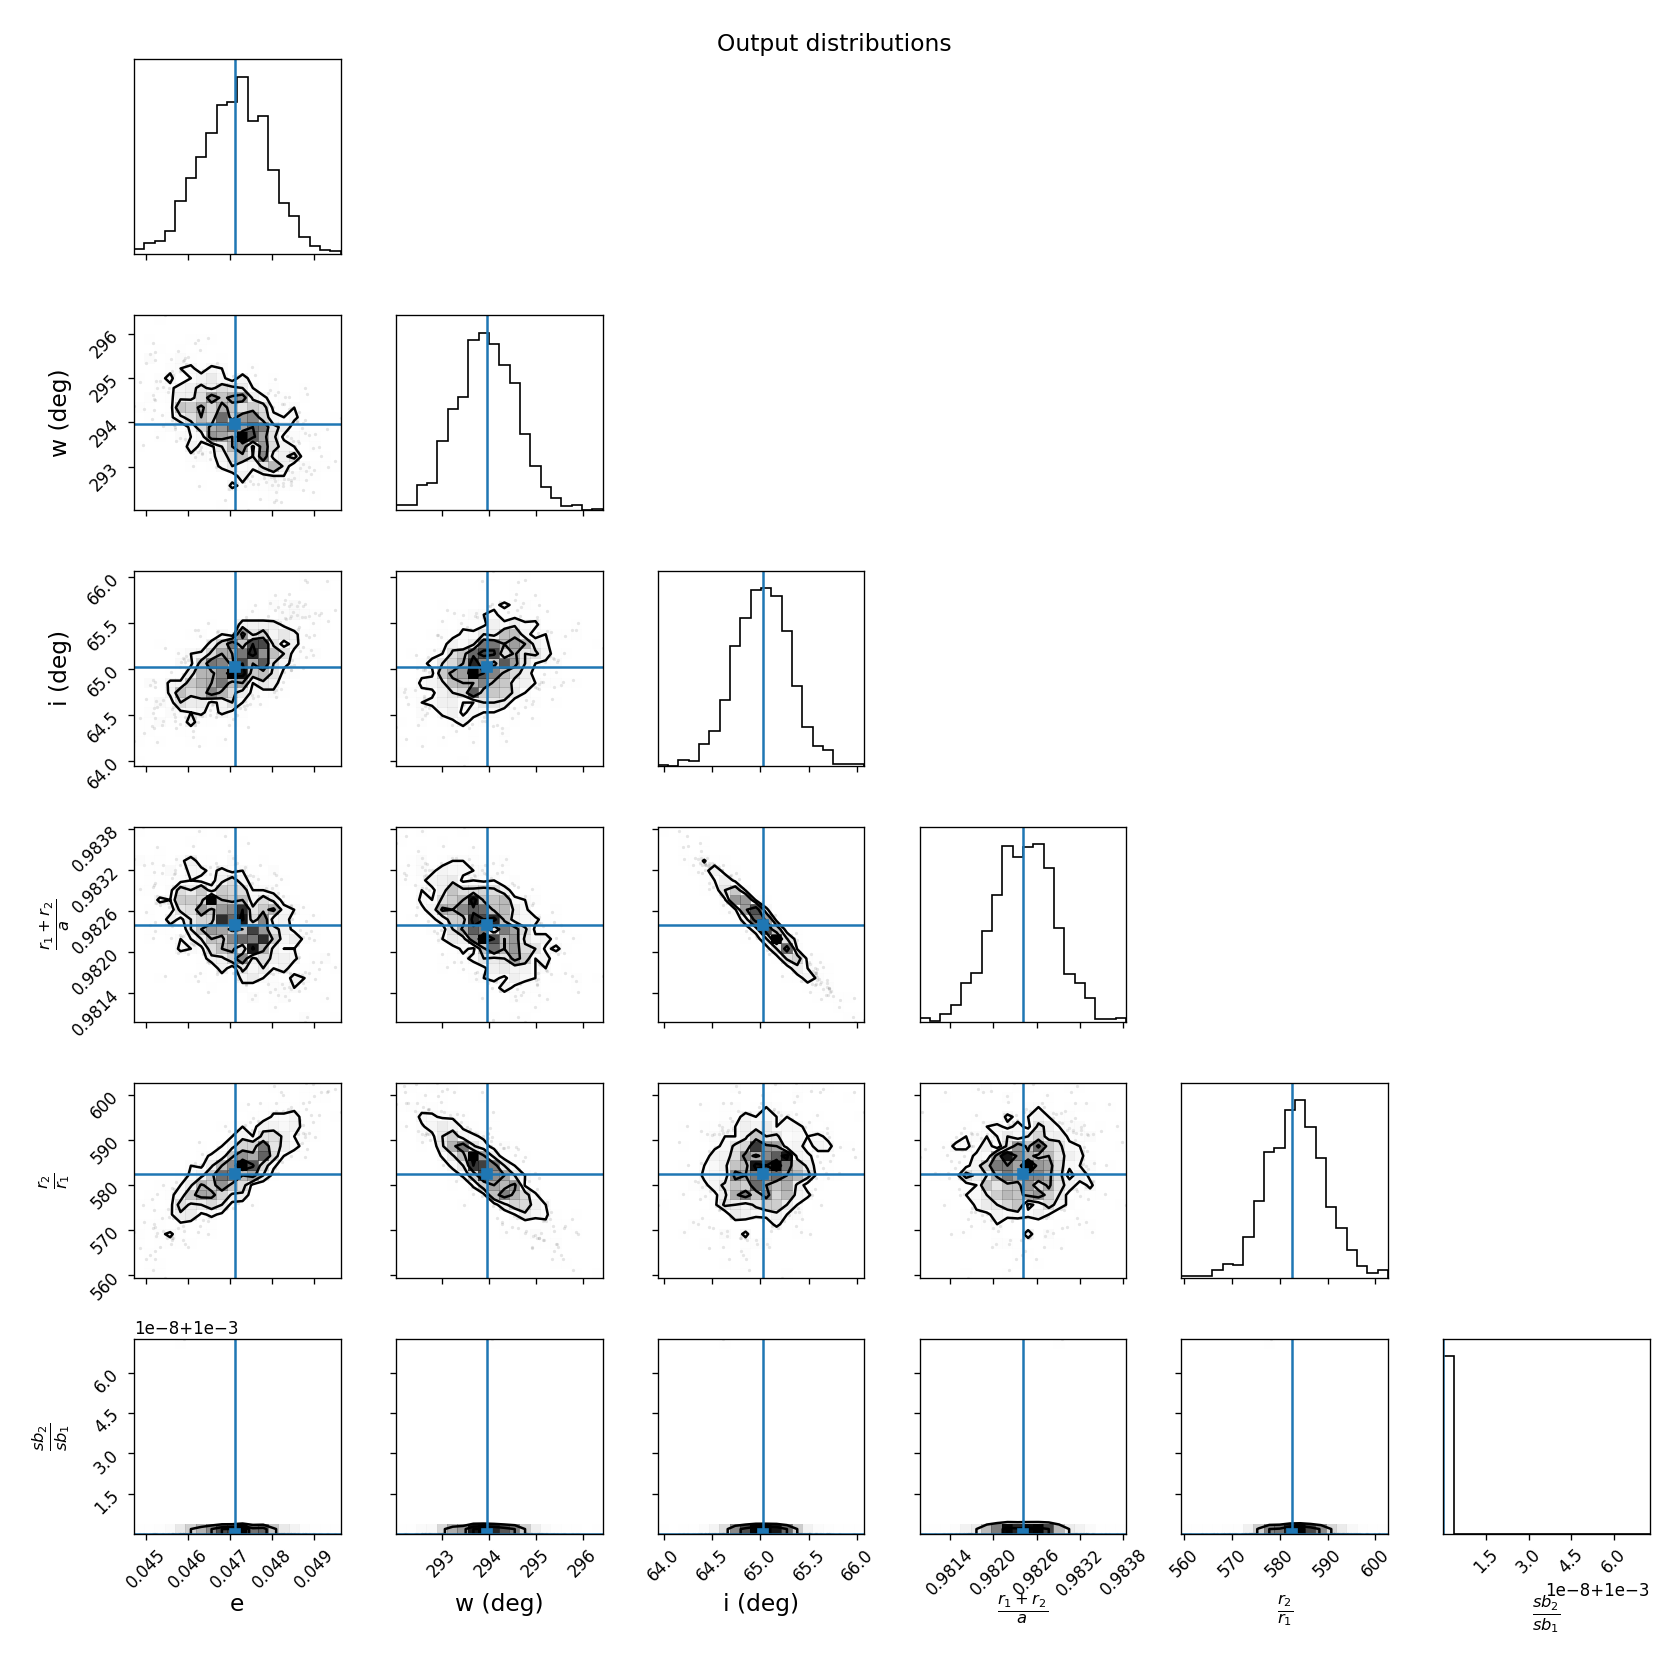 Output distributions
w (deg)
296
295
294
293
i (deg)
66.0
65.5
65.0
64.5
64.0
r₁ + r₂
a
0.9838
0.9832
0.9826
0.9820
0.9814
r₂
r₁
600
590
580
570
560
1e−8+1e−3
sb₂
sb₁
6.0
4.5
3.0
1.5
0.045 0.046 0.047 0.048 0.049 293 294 295 296 64.0 64.5 65.0 65.5 66.0 0.9814 0.9820 0.9826 0.9832 0.9838 560 570 580 590 600 1.5 3.0 4.5 6.0
1e−8+1e−3
e w (deg) i (deg)
r₁ + r₂ r₂ sb₂
a r₁ sb₁